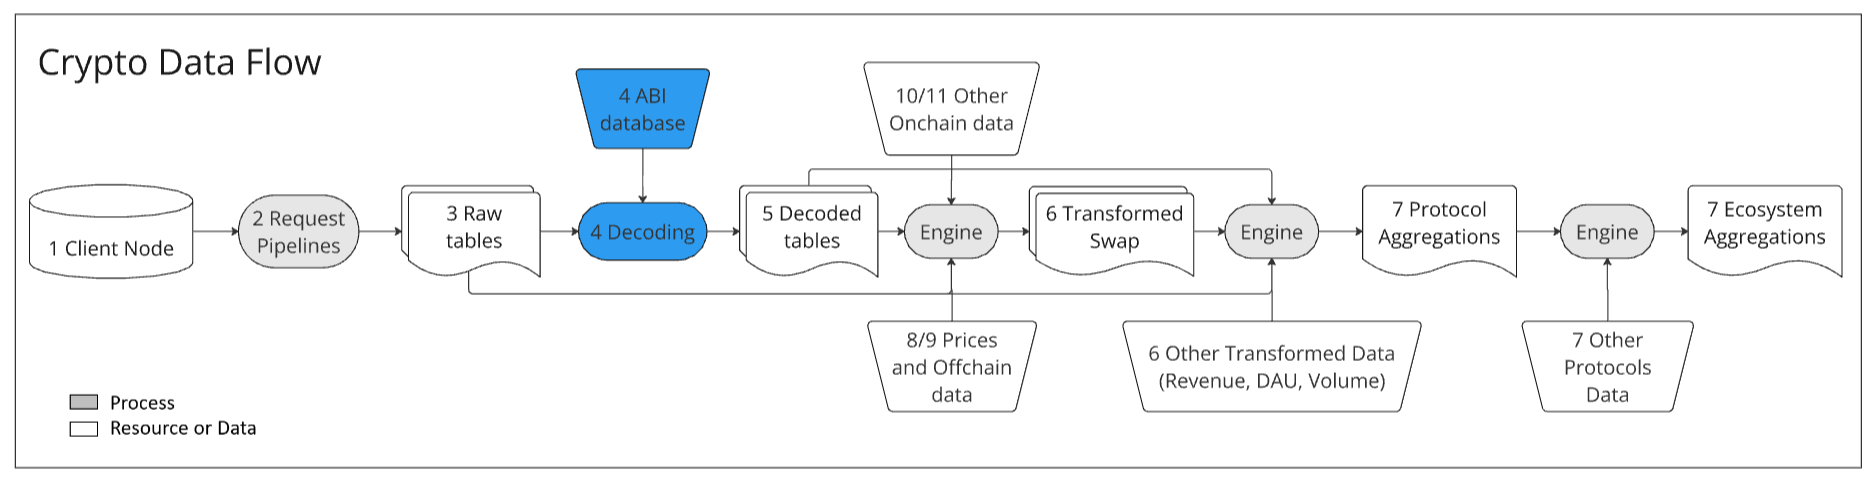 Crypto Data Flow
4 ABI
database
10/11 Other
Onchain data
1 Client Node
2 Request
Pipelines
3 Raw
tables
4 Decoding
5 Decoded
tables
Engine
6 Transformed
Swap
Engine
7 Protocol
Aggregations
Engine
7 Ecosystem
Aggregations
8/9 Prices
and Offchain
data
6 Other Transformed Data
(Revenue, DAU, Volume)
7 Other
Protocols
Data
Process
Resource or Data